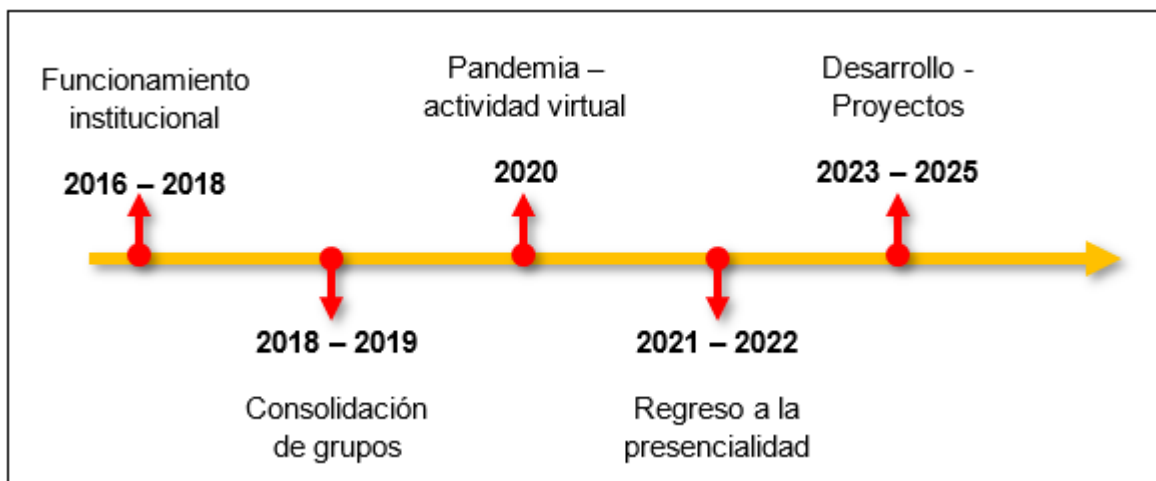 Funcionamiento
institucional
2016 – 2018
2018 – 2019
Consolidación
de grupos
Pandemia –
actividad virtual
2020
2021 – 2022
Regreso a la
presencialidad
Desarrollo -
Proyectos
2023 – 2025